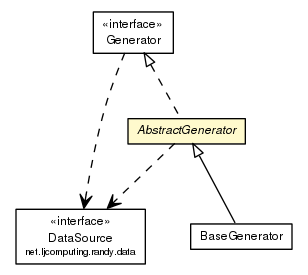 «interface»
Generator
AbstractGenerator
«interface»
DataSource
net.ljcomputing.randy.data
BaseGenerator